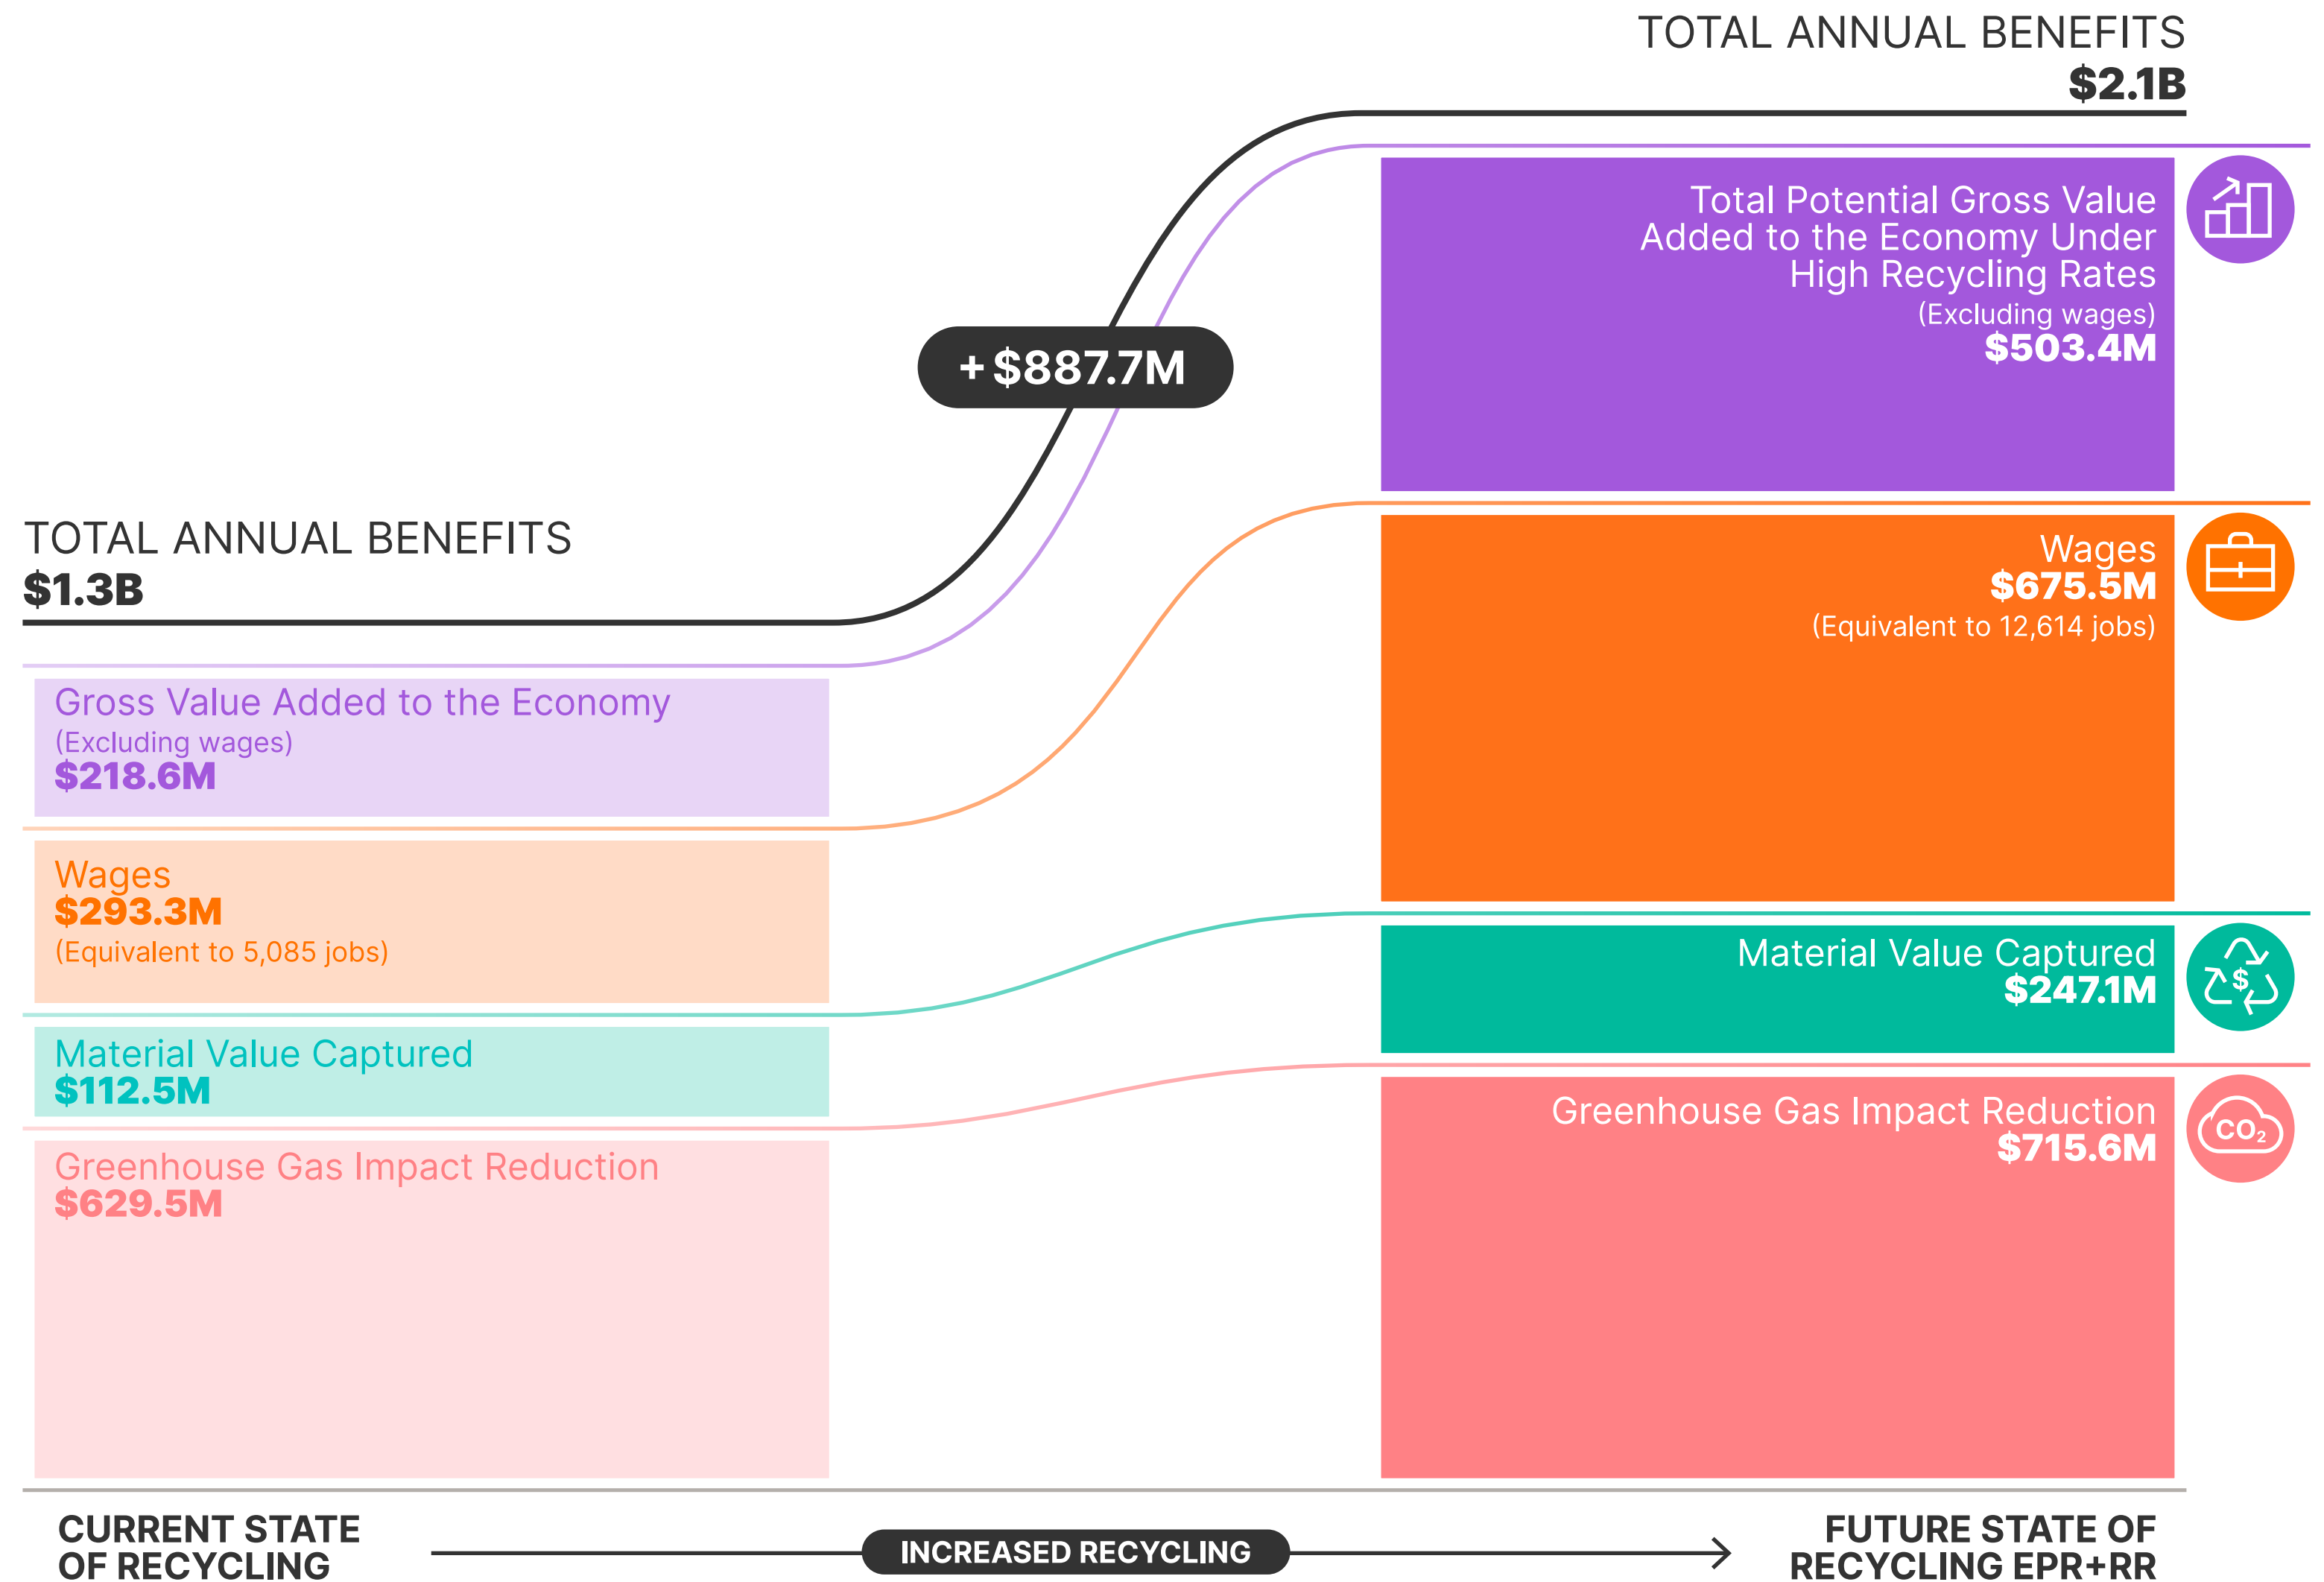 TOTAL ANNUAL BENEFITS
$2.1B
Total Potential Gross Value
Added to the Economy Under
High Recycling Rates
(Excluding wages)
$503.4M
+ $887.7M
TOTAL ANNUAL BENEFITS
$1.3B
Wages
$675.5M
(Equivalent to 12,614 jobs)
Gross Value Added to the Economy
(Excluding wages)
$218.6M
Wages
$293.3M
(Equivalent to 5,085 jobs)
Material Value Captured
$247.1M
$
Material Value Captured
$112.5M
Greenhouse Gas Impact Reduction
$715.6M
CO₂
Greenhouse Gas Impact Reduction
$629.5M
CURRENT STATE
OF RECYCLING
INCREASED RECYCLING
FUTURE STATE OF
RECYCLING EPR+RR